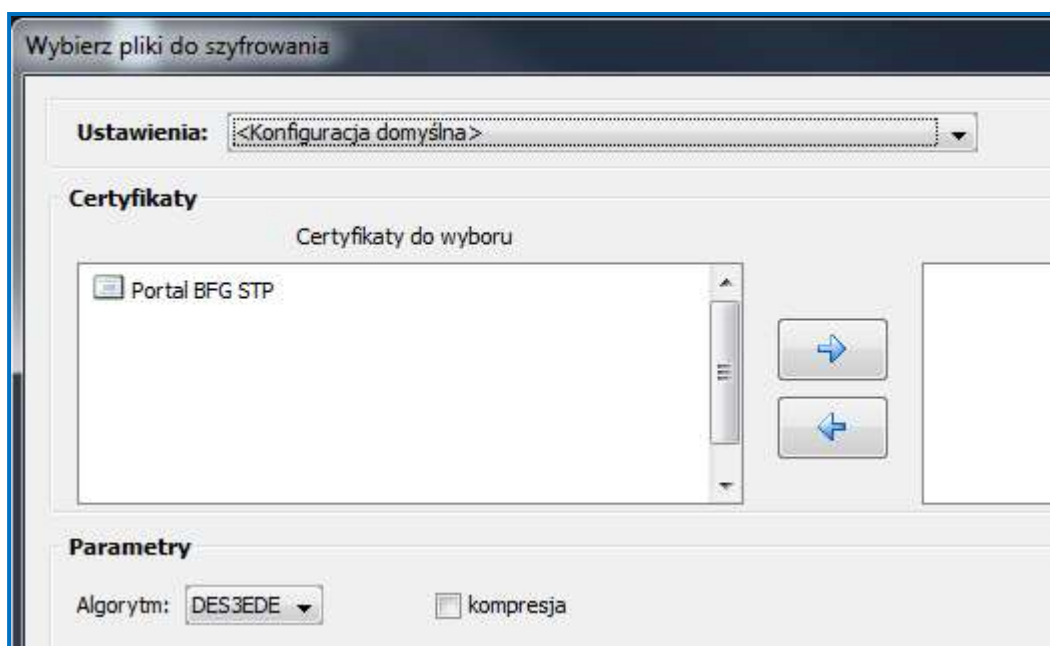 Wybierz pliki do szyfrowania
Ustawienia: <Konfiguracja domyślna>
Certyfikaty
Certyfikaty do wyboru
Portal BFG STP
Parametry
Algorytm: DES3EDE kompresja